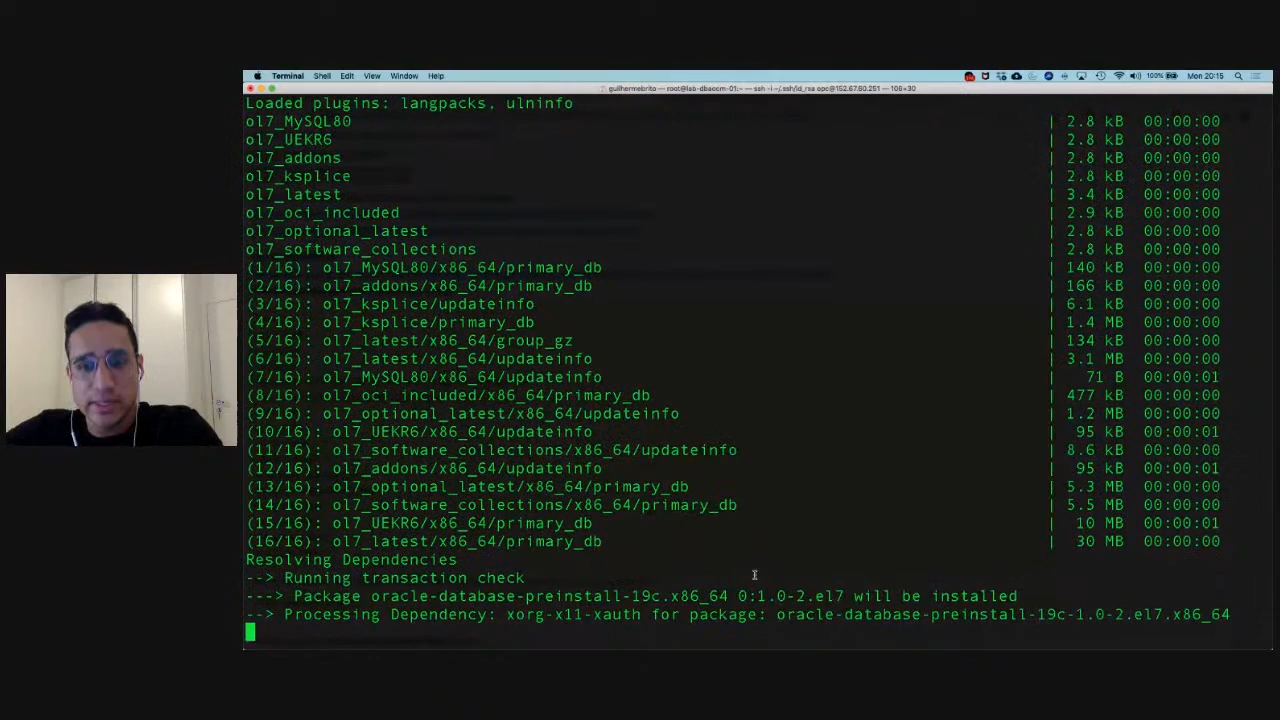 Terminal Shell Edit View Window Help 100% Mon 20:15
guilhermebrito — root@lab-dbaocm-01:~ — ssh -i ~/.ssh/id_rsa opc@152.67.60.251 — 106×30
Loaded plugins: langpacks, ulninfo
ol7_MySQL80 | 2.8 kB 00:00:00
ol7_UEKR6 | 2.8 kB 00:00:00
ol7_addons | 2.8 kB 00:00:00
ol7_ksplice | 2.8 kB 00:00:00
ol7_latest | 3.4 kB 00:00:00
ol7_oci_included | 2.9 kB 00:00:00
ol7_optional_latest | 2.8 kB 00:00:00
ol7_software_collections | 2.8 kB 00:00:00
(1/16): ol7_MySQL80/x86_64/primary_db | 140 kB 00:00:00
(2/16): ol7_addons/x86_64/primary_db | 166 kB 00:00:00
(3/16): ol7_ksplice/updateinfo | 6.1 kB 00:00:00
(4/16): ol7_ksplice/primary_db | 1.4 MB 00:00:00
(5/16): ol7_latest/x86_64/group_gz | 134 kB 00:00:00
(6/16): ol7_latest/x86_64/updateinfo | 3.1 MB 00:00:00
(7/16): ol7_MySQL80/x86_64/updateinfo | 71 B 00:00:01
(8/16): ol7_oci_included/x86_64/primary_db | 477 kB 00:00:00
(9/16): ol7_optional_latest/x86_64/updateinfo | 1.2 MB 00:00:00
(10/16): ol7_UEKR6/x86_64/updateinfo | 95 kB 00:00:01
(11/16): ol7_software_collections/x86_64/updateinfo | 8.6 kB 00:00:00
(12/16): ol7_addons/x86_64/updateinfo | 95 kB 00:00:01
(13/16): ol7_optional_latest/x86_64/primary_db | 5.3 MB 00:00:00
(14/16): ol7_software_collections/x86_64/primary_db | 5.5 MB 00:00:00
(15/16): ol7_UEKR6/x86_64/primary_db | 10 MB 00:00:01
(16/16): ol7_latest/x86_64/primary_db | 30 MB 00:00:00
Resolving Dependencies
--> Running transaction check
---> Package oracle-database-preinstall-19c.x86_64 0:1.0-2.el7 will be installed
--> Processing Dependency: xorg-x11-xauth for package: oracle-database-preinstall-19c-1.0-2.el7.x86_64